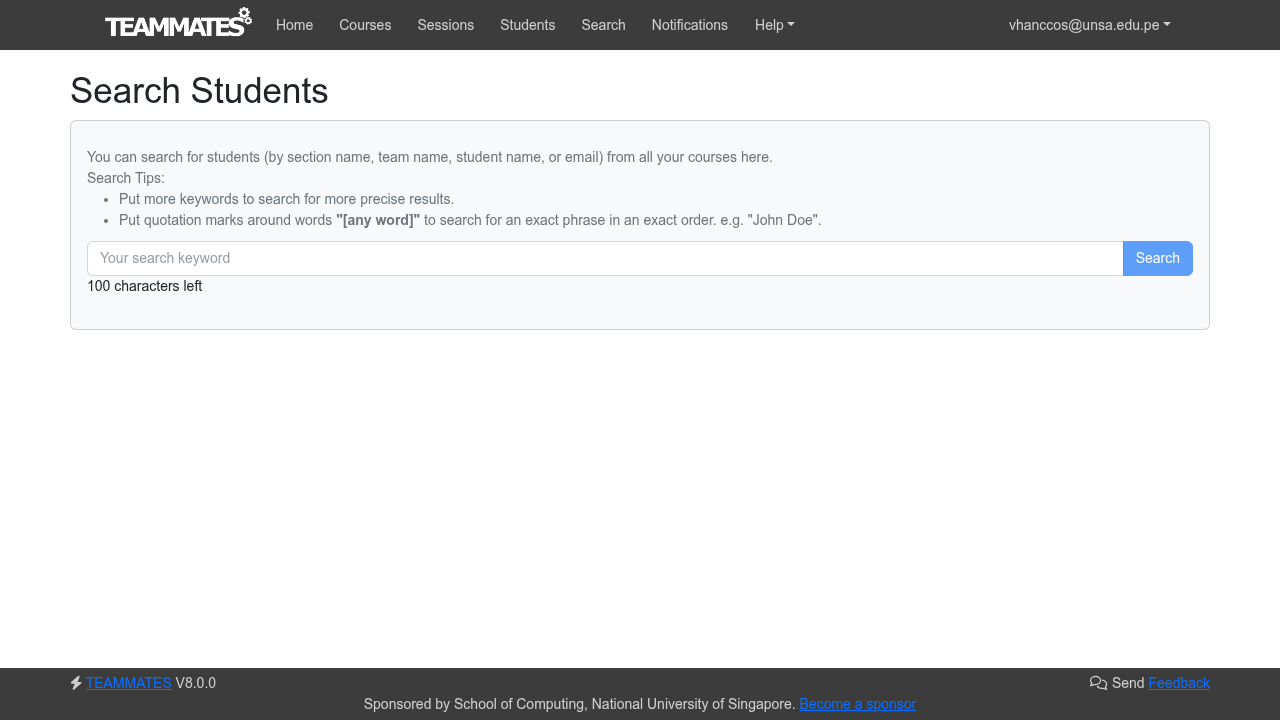 TEAMMATES Home Courses Sessions Students Search Notifications Help vhanccos@unsa.edu.pe
Search Students
You can search for students (by section name, team name, student name, or email) from all your courses here.
Search Tips:
• Put more keywords to search for more precise results.
• Put quotation marks around words "[any word]" to search for an exact phrase in an exact order. e.g. "John Doe".
Your search keyword Search
100 characters left
TEAMMATES V8.0.0 Send Feedback
Sponsored by School of Computing, National University of Singapore. Become a sponsor